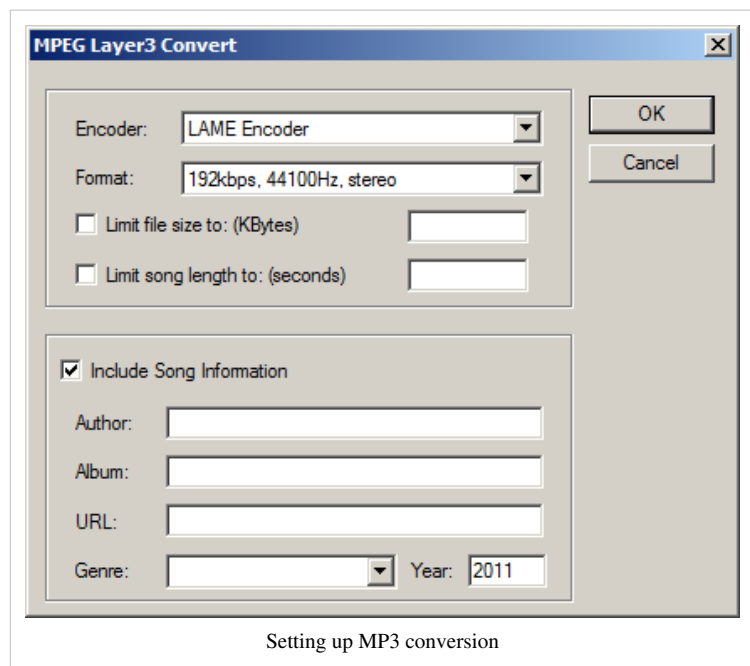 MPEG Layer3 Convert
Encoder: LAME Encoder
OK
Format: 192kbps, 44100Hz, stereo
Cancel
Limit file size to: (KBytes)
Limit song length to: (seconds)
Include Song Information
Author:
Album:
URL:
Genre: Year: 2011
Setting up MP3 conversion